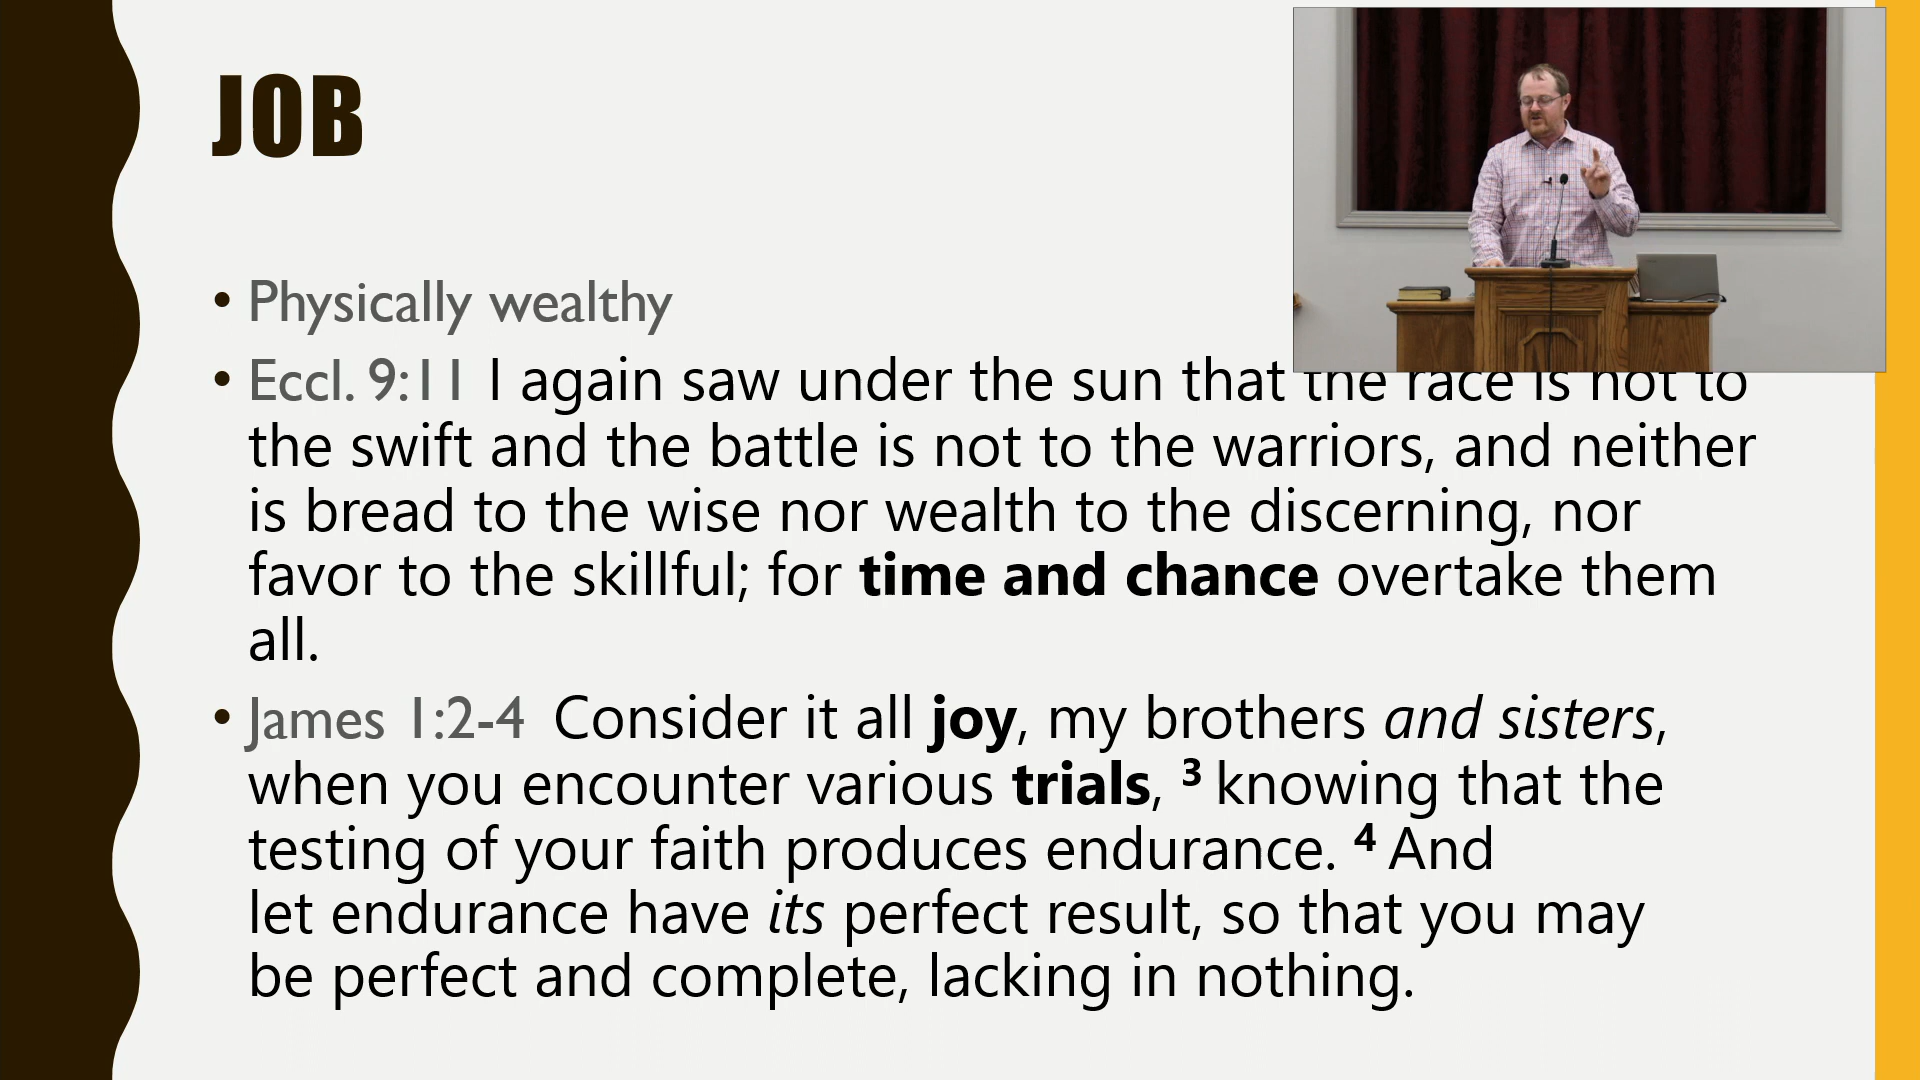 JOB
• Physically wealthy
• Eccl. 9:11 I again saw under the sun that the race is not to
the swift and the battle is not to the warriors, and neither
is bread to the wise nor wealth to the discerning, nor
favor to the skillful; for time and chance overtake them
all.
• James 1:2-4 Consider it all joy, my brothers and sisters,
when you encounter various trials, ³ knowing that the
testing of your faith produces endurance. ⁴ And
let endurance have its perfect result, so that you may
be perfect and complete, lacking in nothing.